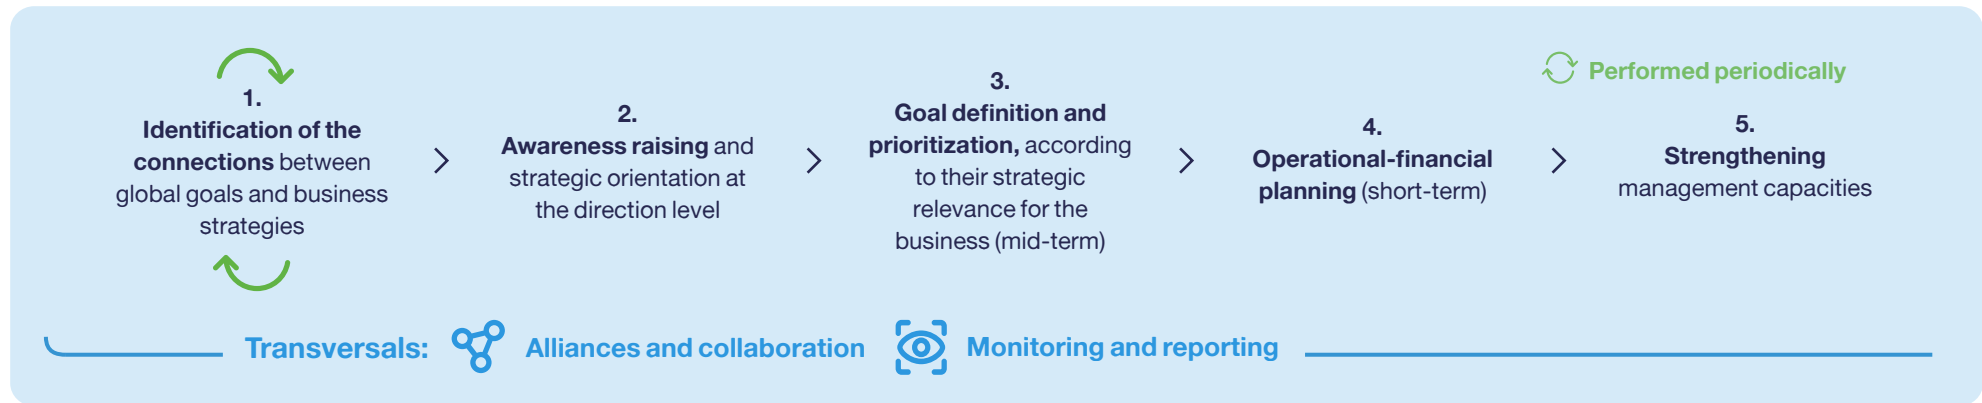 1.
Identification of the
connections between
global goals and business
strategies
2.
Awareness raising and
strategic orientation at
the direction level
3.
Goal definition and
prioritization, according
to their strategic
relevance for the
business (mid-term)
4.
Operational-financial
planning (short-term)
Performed periodically
5.
Strengthening
management capacities
Transversals: Alliances and collaboration Monitoring and reporting